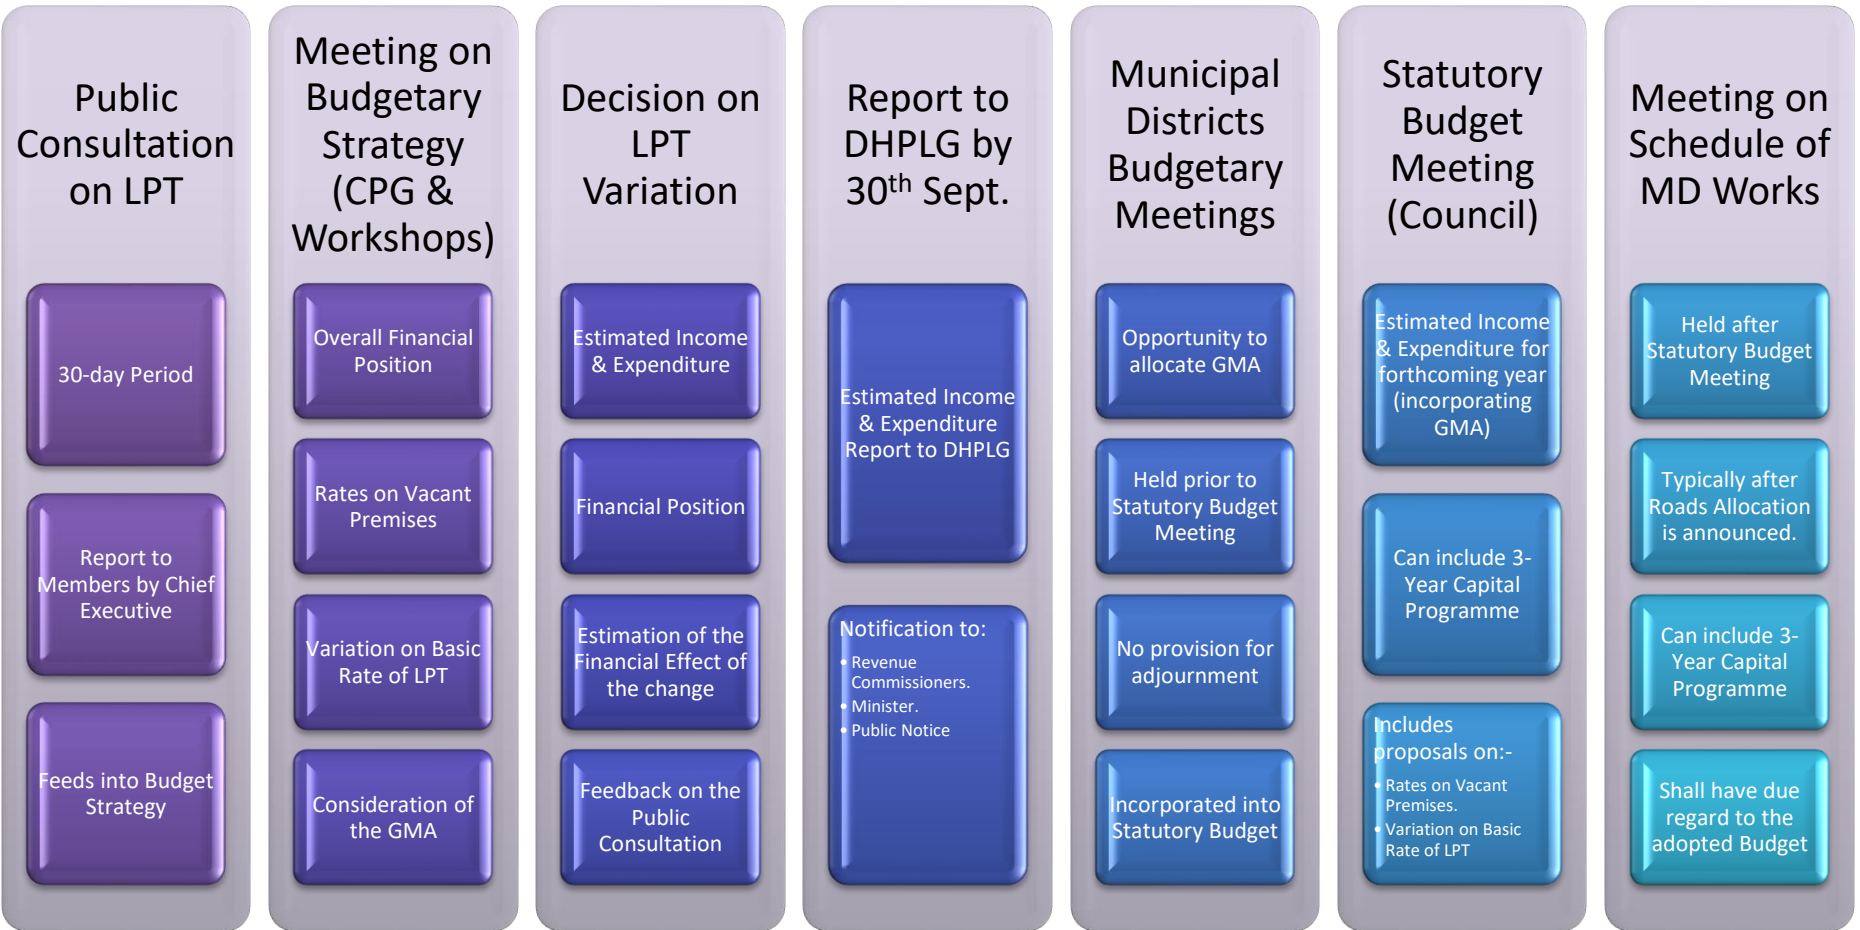 Public
Consultation
on LPT
30-day Period
Report to
Members by Chief
Executive
Feeds into Budget
Strategy
Meeting on
Budgetary
Strategy
(CPG &
Workshops)
Overall Financial
Position
Rates on Vacant
Premises
Variation on Basic
Rate of LPT
Consideration of
the GMA
Decision on
LPT
Variation
Estimated Income
& Expenditure
Financial Position
Estimation of the
Financial Effect of
the change
Feedback on the
Public
Consultation
Report to
DHPLG by
30th Sept.
Estimated Income
& Expenditure
Report to DHPLG
Notification to:
• Revenue
Commissioners.
• Minister.
• Public Notice
Municipal
Districts
Budgetary
Meetings
Opportunity to
allocate GMA
Held prior to
Statutory Budget
Meeting
No provision for
adjournment
Incorporated into
Statutory Budget
Statutory
Budget
Meeting
(Council)
Estimated Income
& Expenditure for
forthcoming year
(incorporating
GMA)
Can include 3-
Year Capital
Programme
Includes
proposals on:-
• Rates on Vacant
Premises.
• Variation on Basic
Rate of LPT
Meeting on
Schedule of
MD Works
Held after
Statutory Budget
Meeting
Typically after
Roads Allocation
is announced.
Can include 3-
Year Capital
Programme
Shall have due
regard to the
adopted Budget